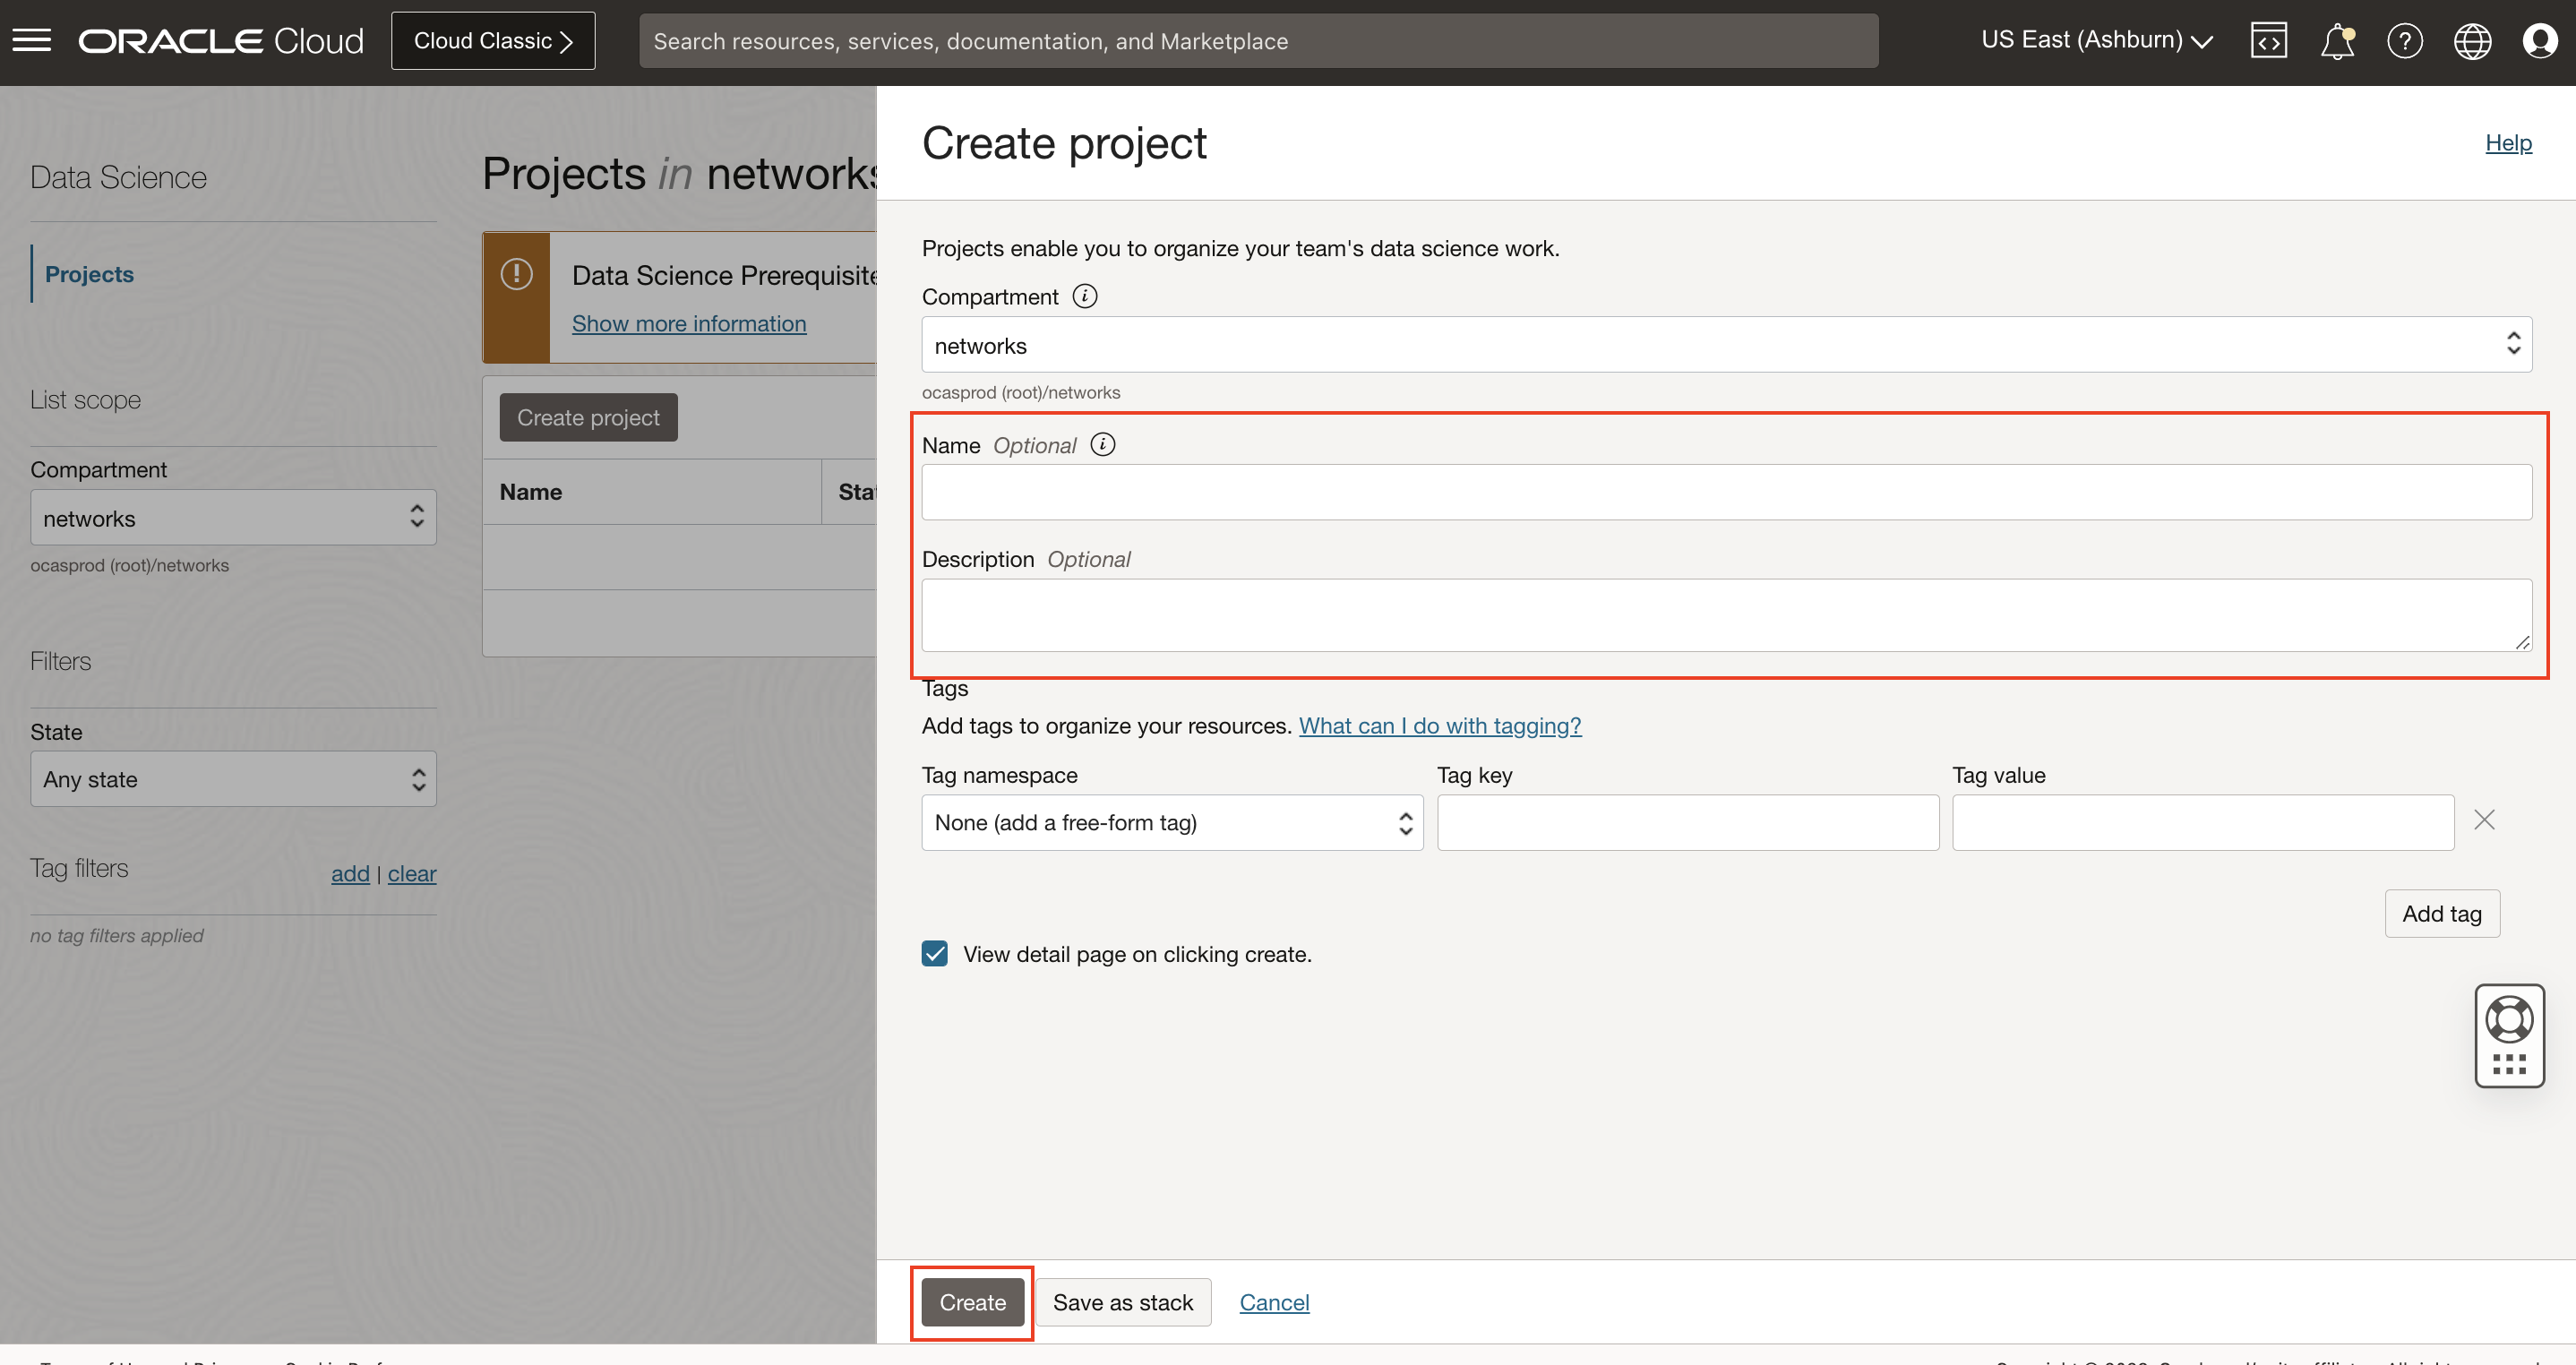 ORACLE Cloud
Cloud Classic
Search resources, services, documentation, and Marketplace
US East (Ashburn)
Data Science
Projects
List scope
Compartment
networks
ocasprod (root)/networks
Filters
State
Any state
Tag filters
add | clear
no tag filters applied
Projects in networks
Data Science Prerequisite
Show more information
Create project
Name
Stat
Create project
Help
Projects enable you to organize your team's data science work.
Compartment
networks
ocasprod (root)/networks
Name Optional
Description Optional
Tags
Add tags to organize your resources. What can I do with tagging?
Tag namespace
Tag key
Tag value
None (add a free-form tag)
Add tag
View detail page on clicking create.
Create
Save as stack
Cancel